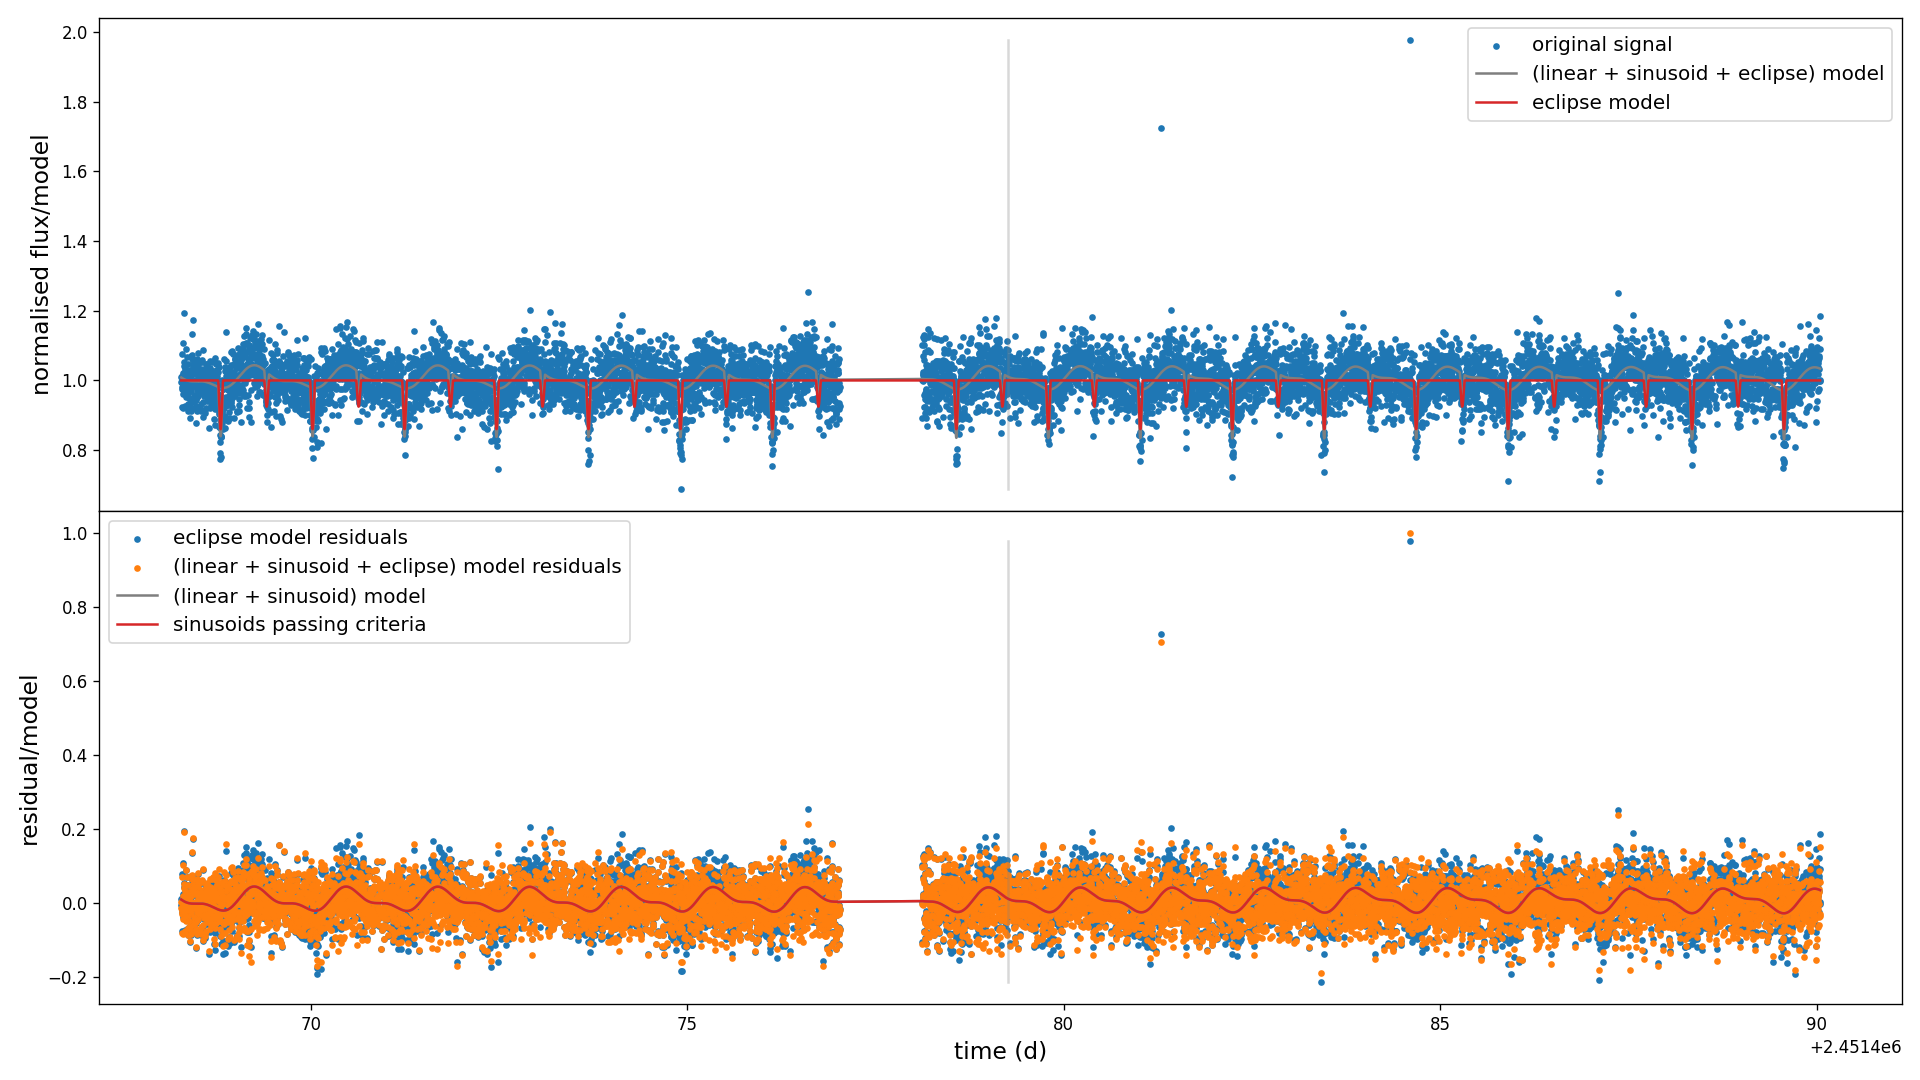 normalised flux/model
2.0
1.8
1.6
1.4
1.2
1.0
0.8
original signal
(linear + sinusoid + eclipse) model
eclipse model
residual/model
1.0
0.8
0.6
0.4
0.2
0.0
−0.2
eclipse model residuals
(linear + sinusoid + eclipse) model residuals
(linear + sinusoid) model
sinusoids passing criteria
70
75
80
85
90
time (d)
+2.4514e6